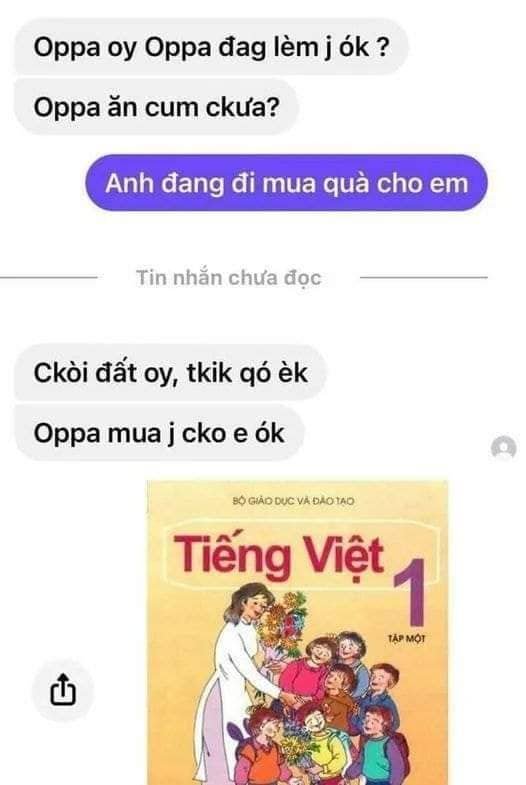 Oppa oy Oppa đag lèm j ók ?
Oppa ăn cum ckưa?
Anh đang đi mua quà cho em
Tin nhắn chưa đọc
Ckòi đất oy, tkik qó èk
Oppa mua j cko e ók
BỘ GIÁO DỤC VÀ ĐÀO TẠO
Tiếng Việt 1
TẬP MỘT